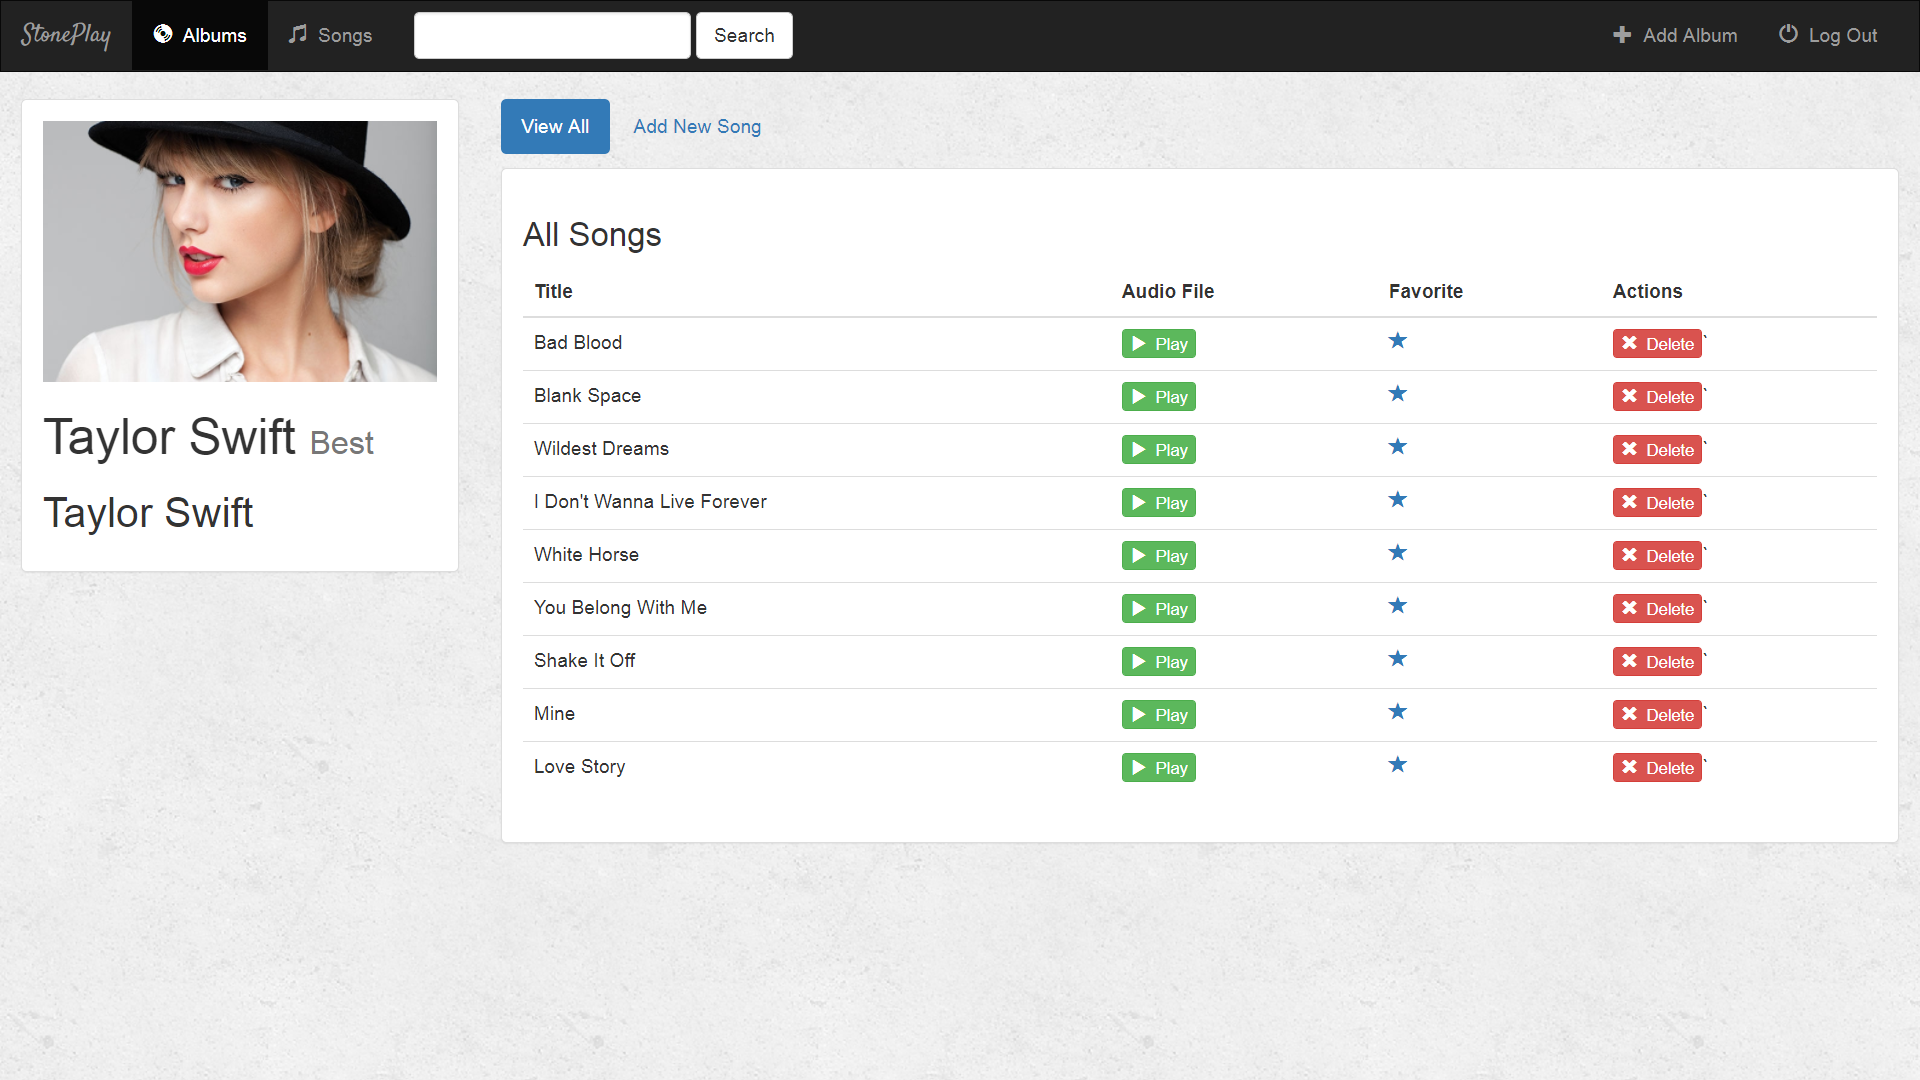 StonePlay Albums Songs Search Add Album Log Out
View All Add New Song
Taylor Swift Best
Taylor Swift
All Songs
Title Audio File Favorite Actions
Bad Blood Play Delete `
Blank Space Play Delete `
Wildest Dreams Play Delete `
I Don't Wanna Live Forever Play Delete `
White Horse Play Delete `
You Belong With Me Play Delete `
Shake It Off Play Delete `
Mine Play Delete `
Love Story Play Delete `